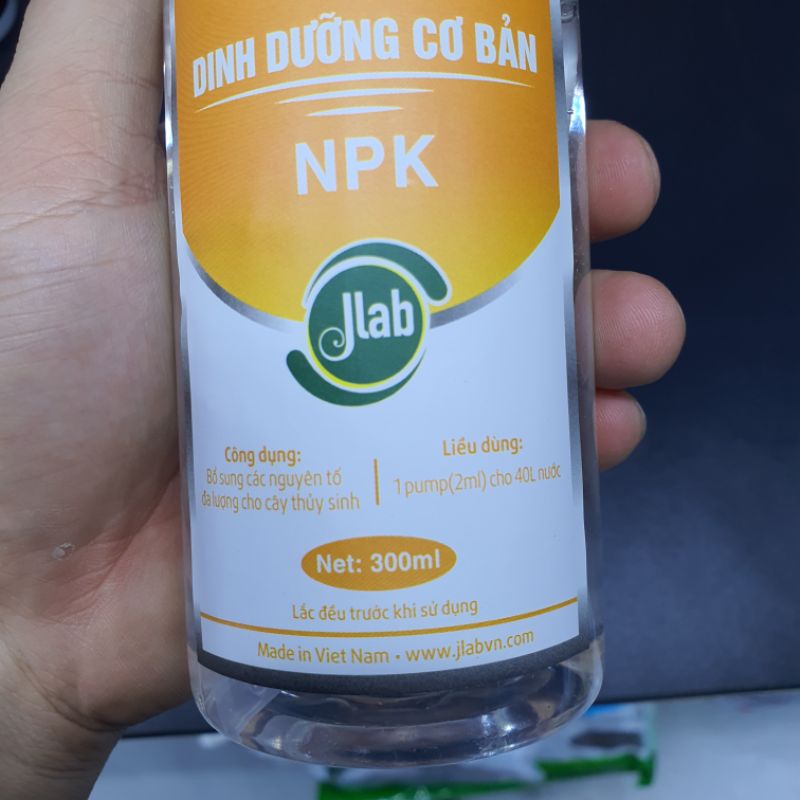 DINH DƯỠNG CƠ BẢN
NPK
Jlab
Công dụng:
Bổ sung các nguyên tố
đa lượng cho cây thủy sinh
Liều dùng:
1 pump(2ml) cho 40L nước
Net: 300ml
Lắc đều trước khi sử dụng
Made in Viet Nam • www.jlabvn.com